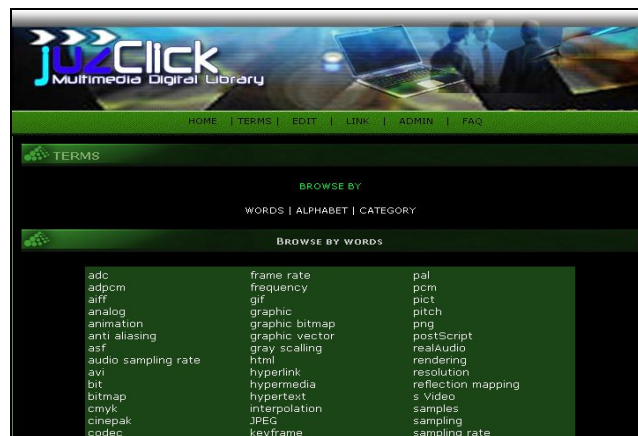 juzClick
Multimedia Digital Library
HOME | TERMS | EDIT | LINK | ADMIN | FAQ
TERMS
BROWSE BY
WORDS | ALPHABET | CATEGORY
BROWSE BY WORDS
adc frame rate pal
adpcm frequency pcm
aiff gif pict
analog graphic pitch
animation graphic bitmap png
anti aliasing graphic vector postScript
asf gray scalling realAudio
audio sampling rate html rendering
avi hyperlink resolution
bit hypermedia reflection mapping
bitmap hypertext s Video
cmyk interpolation samples
cinepak JPEG sampling
codec keyframe sampling rate